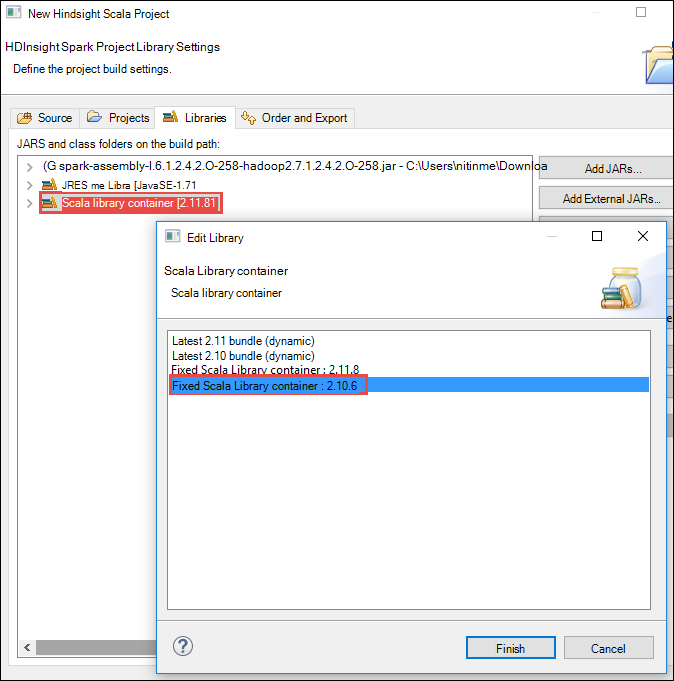 New Hindsight Scala Project
HDInsight Spark Project Library Settings
Define the project build settings.
Source Projects Libraries Order and Export
JARS and class folders on the build path:
(G spark-assembly-l.6.1.2.4.2.O-258-hadoop2.7.1.2.4.2.O-258.jar - C:\Users\nitinme\Downloa
Add JARs...
JRES me Libra [JavaSE-1.71
Add External JARs...
Scala library container [2.11.81]
Edit Library
Scala Library container
Scala library container
Latest 2.11 bundle (dynamic)
Latest 2.10 bundle (dynamic)
Fixed Scala Library container : 2.11.8
Fixed Scala Library container : 2.10.6
?
Finish Cancel